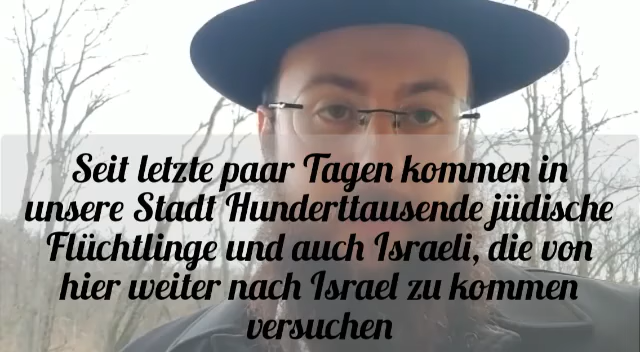 Seit letzte paar Tagen kommen in
unsere Stadt Hunderttausende jüdische
Flüchtlinge und auch Israeli, die von
hier weiter nach Israel zu kommen
versuchen